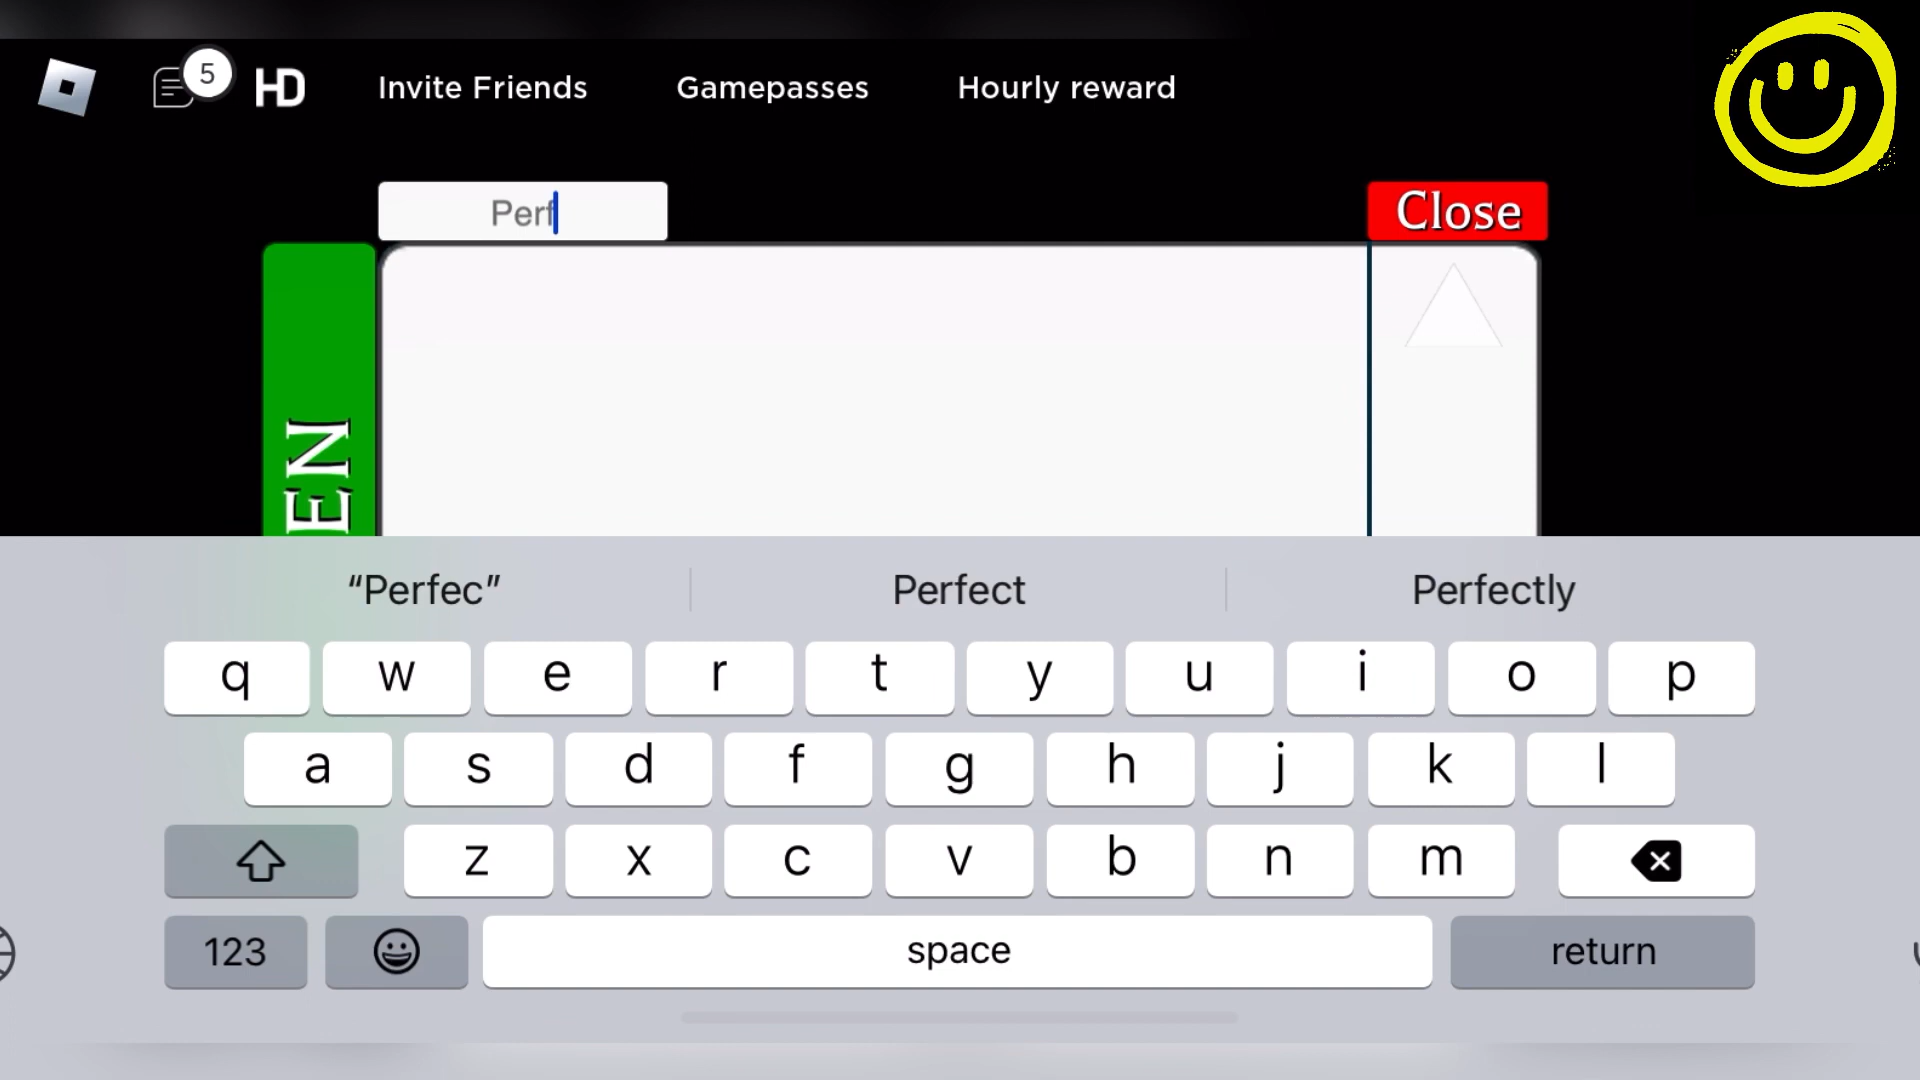 5
HD
Invite Friends
Gamepasses
Hourly reward
Perf
Close
EN
“Perfec”
Perfect
Perfectly
q w e r t y u i o p
a s d f g h j k l
z x c v b n m
123
space
return